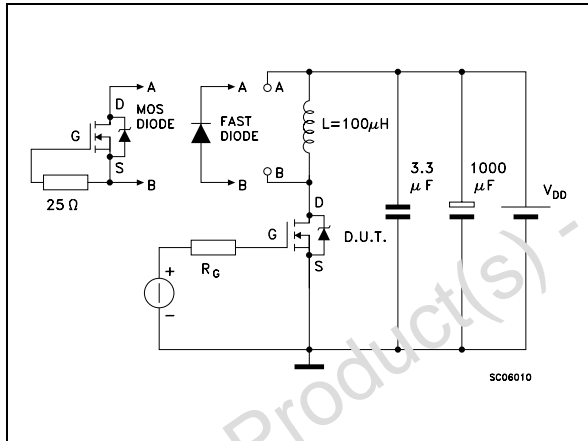 A
A
A
D
MOS
DIODE
G
FAST
DIODE
L=100μH
S
B
B
B
25 Ω
3.3
μF
1000
μF
VDD
D
G
D.U.T.
S
RG
+
-
SC06010
Product(s) -